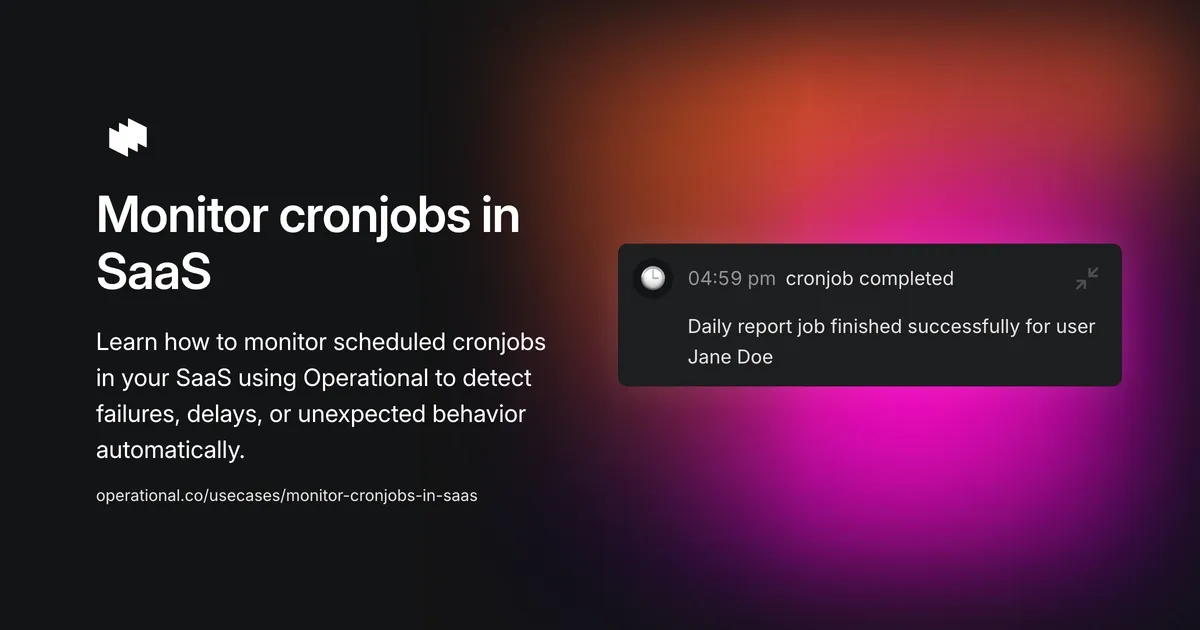 Monitor cronjobs in
SaaS
Learn how to monitor scheduled cronjobs
in your SaaS using Operational to detect
failures, delays, or unexpected behavior
automatically.
operational.co/usecases/monitor-cronjobs-in-saas
04:59 pm cronjob completed
Daily report job finished successfully for user
Jane Doe